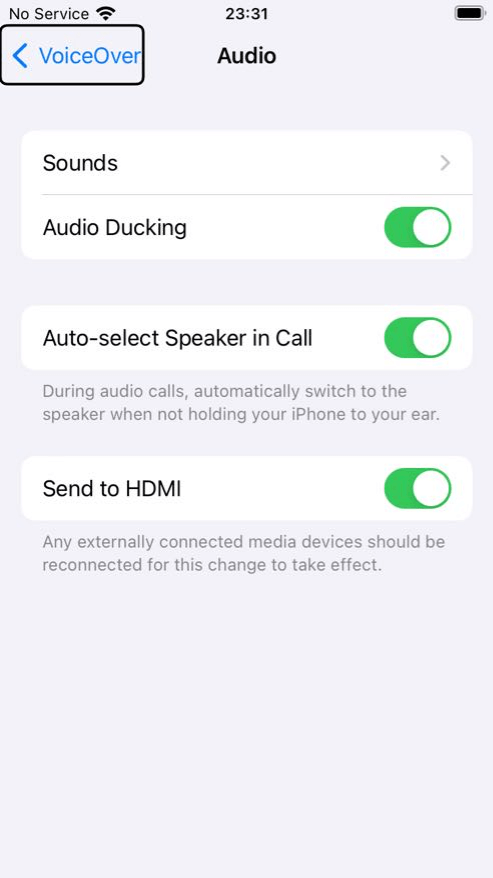 No Service 23:31
VoiceOver Audio
Sounds
Audio Ducking
Auto-select Speaker in Call
During audio calls, automatically switch to the
speaker when not holding your iPhone to your ear.
Send to HDMI
Any externally connected media devices should be
reconnected for this change to take effect.